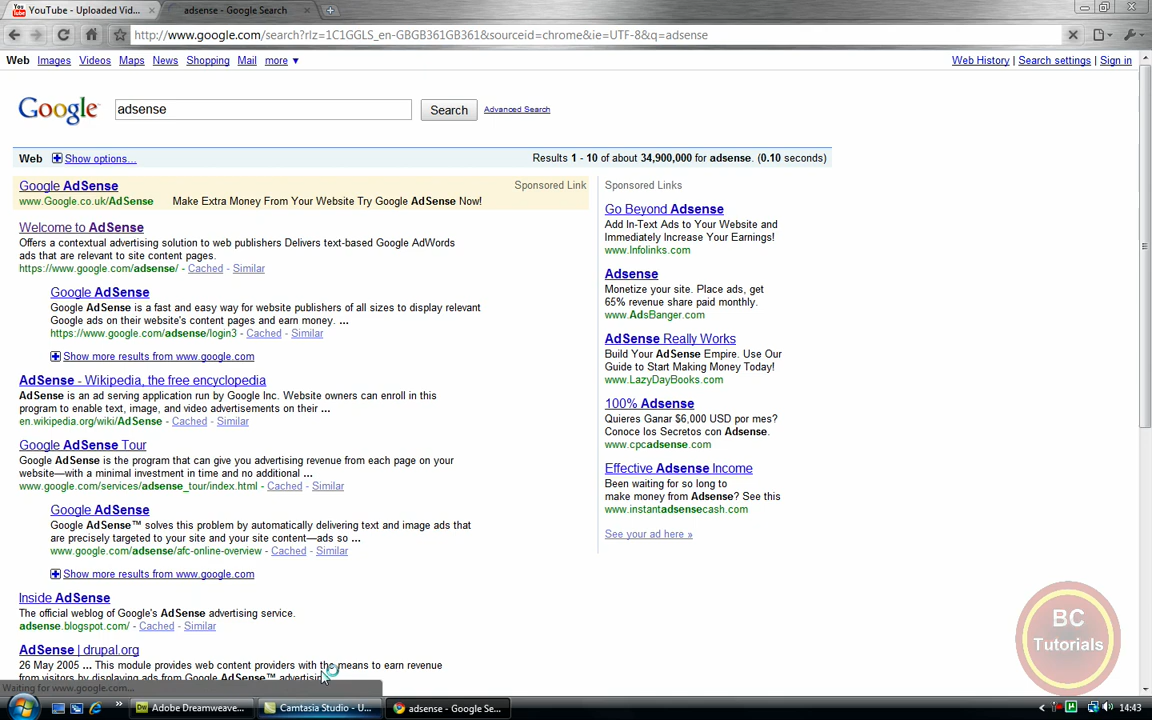 YouTube - Uploaded Vid...
adsense - Google Search
http://www.google.com/search?rlz=1C1GGLS_en-GBGB361GB361&sourceid=chrome&ie=UTF-8&q=adsense
Web Images Videos Maps News Shopping Mail more ▼
Web History | Search settings | Sign in
Google
adsense
Search
Advanced Search
Web Show options...
Results 1 - 10 of about 34,900,000 for adsense. (0.10 seconds)
Google AdSense
Sponsored Link
www.Google.co.uk/AdSense Make Extra Money From Your Website Try Google AdSense Now!
Welcome to AdSense
Offers a contextual advertising solution to web publishers Delivers text-based Google AdWords
ads that are relevant to site content pages.
https://www.google.com/adsense/ - Cached - Similar
Google AdSense
Google AdSense is a fast and easy way for website publishers of all sizes to display relevant
Google ads on their website's content pages and earn money. ...
https://www.google.com/adsense/login3 - Cached - Similar
Show more results from www.google.com
AdSense - Wikipedia, the free encyclopedia
AdSense is an ad serving application run by Google Inc. Website owners can enroll in this
program to enable text, image, and video advertisements on their ...
en.wikipedia.org/wiki/AdSense - Cached - Similar
Google AdSense Tour
Google AdSense is the program that can give you advertising revenue from each page on your
website—with a minimal investment in time and no additional ...
www.google.com/services/adsense_tour/index.html - Cached - Similar
Google AdSense
Google AdSense™ solves this problem by automatically delivering text and image ads that
are precisely targeted to your site and your site content—ads so ...
www.google.com/adsense/afc-online-overview - Cached - Similar
Show more results from www.google.com
Inside AdSense
The official weblog of Google's AdSense advertising service.
adsense.blogspot.com/ - Cached - Similar
AdSense | drupal.org
26 May 2005 ... This module provides web content providers with the means to earn revenue
from visitors by displaying ads from Google AdSense™ advertising
Sponsored Links
Go Beyond Adsense
Add In-Text Ads to Your Website and
Immediately Increase Your Earnings!
www.Infolinks.com
Adsense
Monetize your site. Place ads, get
65% revenue share paid monthly.
www.AdsBanger.com
AdSense Really Works
Build Your AdSense Empire. Use Our
Guide to Start Making Money Today!
www.LazyDayBooks.com
100% Adsense
Quieres Ganar $6,000 USD por mes?
Conoce los Secretos con Adsense.
www.cpcadsense.com
Effective Adsense Income
Been waiting for so long to
make money from Adsense? See this
www.instantadsensecash.com
See your ad here »
BC
Tutorials
Waiting for www.google.com...
Adobe Dreamweave...
Camtasia Studio - U...
adsense - Google Se...
14:43